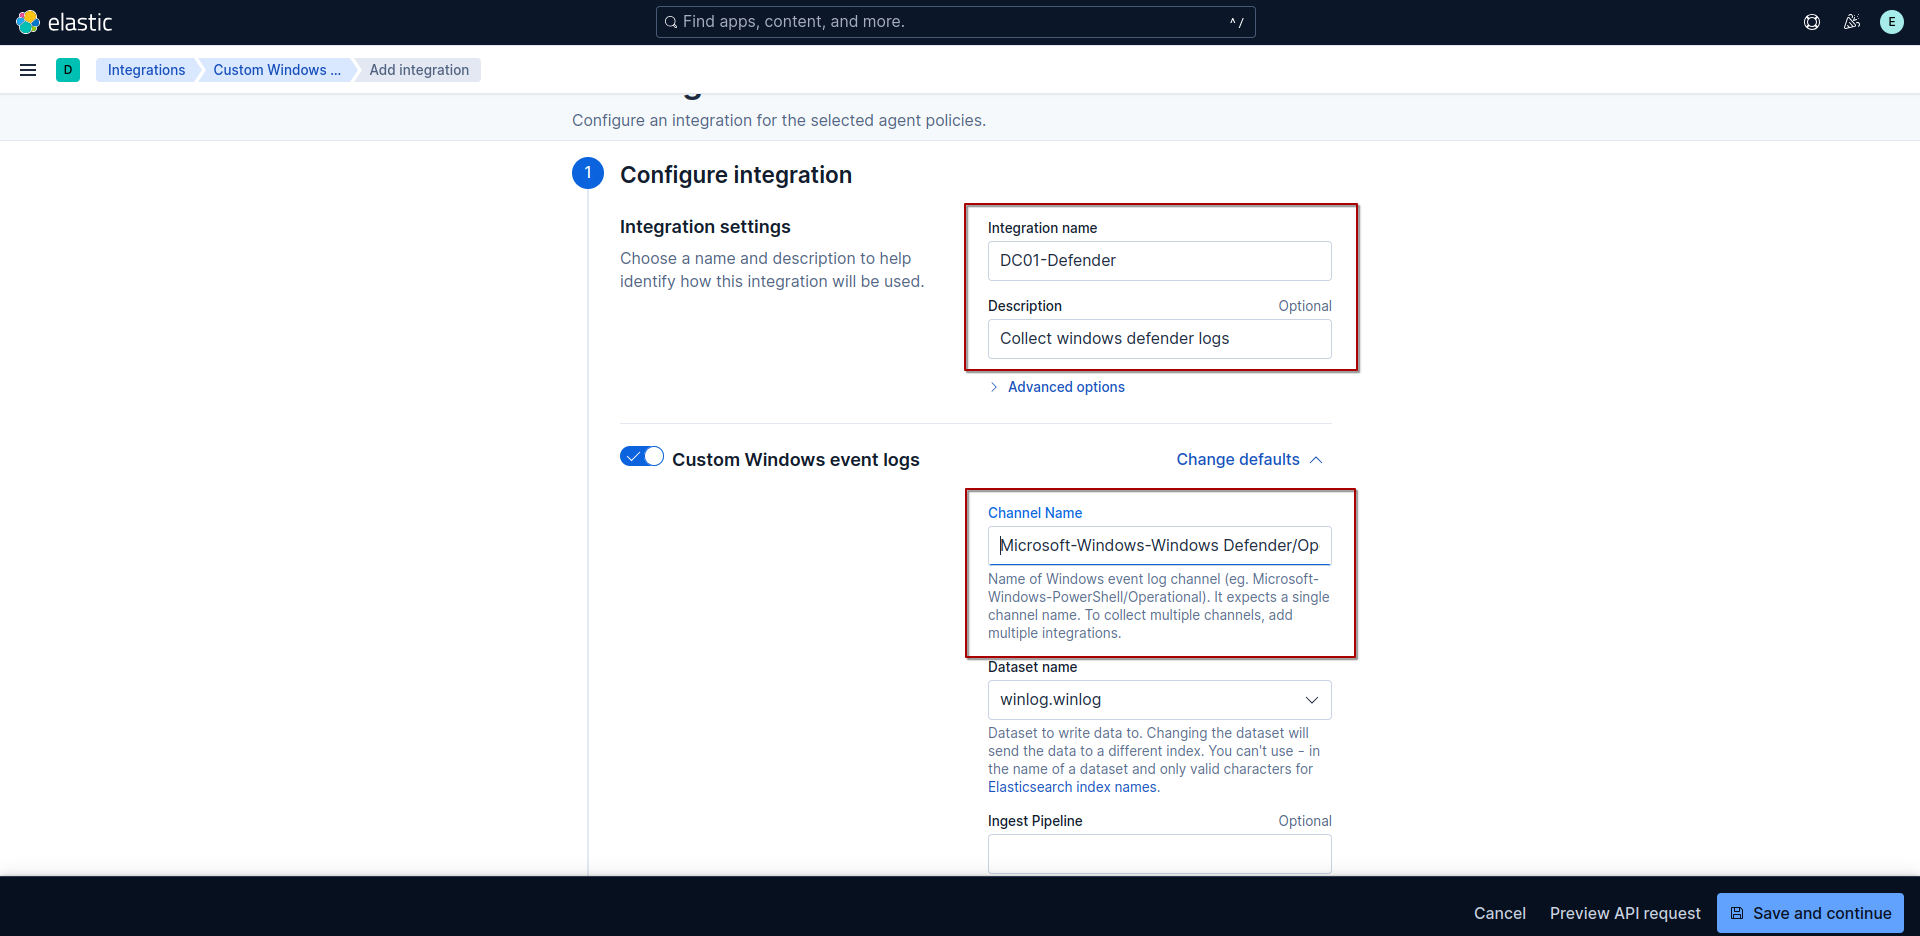 elastic
Find apps, content, and more.
^ /
E
D
Integrations
Custom Windows ...
Add integration
Configure an integration for the selected agent policies.
1
Configure integration
Integration settings
Choose a name and description to help
identify how this integration will be used.
Integration name
DC01-Defender
Description
Optional
Collect windows defender logs
Advanced options
Custom Windows event logs
Change defaults
Channel Name
Microsoft-Windows-Windows Defender/Op
Name of Windows event log channel (eg. Microsoft-
Windows-PowerShell/Operational). It expects a single
channel name. To collect multiple channels, add
multiple integrations.
Dataset name
winlog.winlog
Dataset to write data to. Changing the dataset will
send the data to a different index. You can't use - in
the name of a dataset and only valid characters for
Elasticsearch index names.
Ingest Pipeline
Optional
Cancel
Preview API request
Save and continue